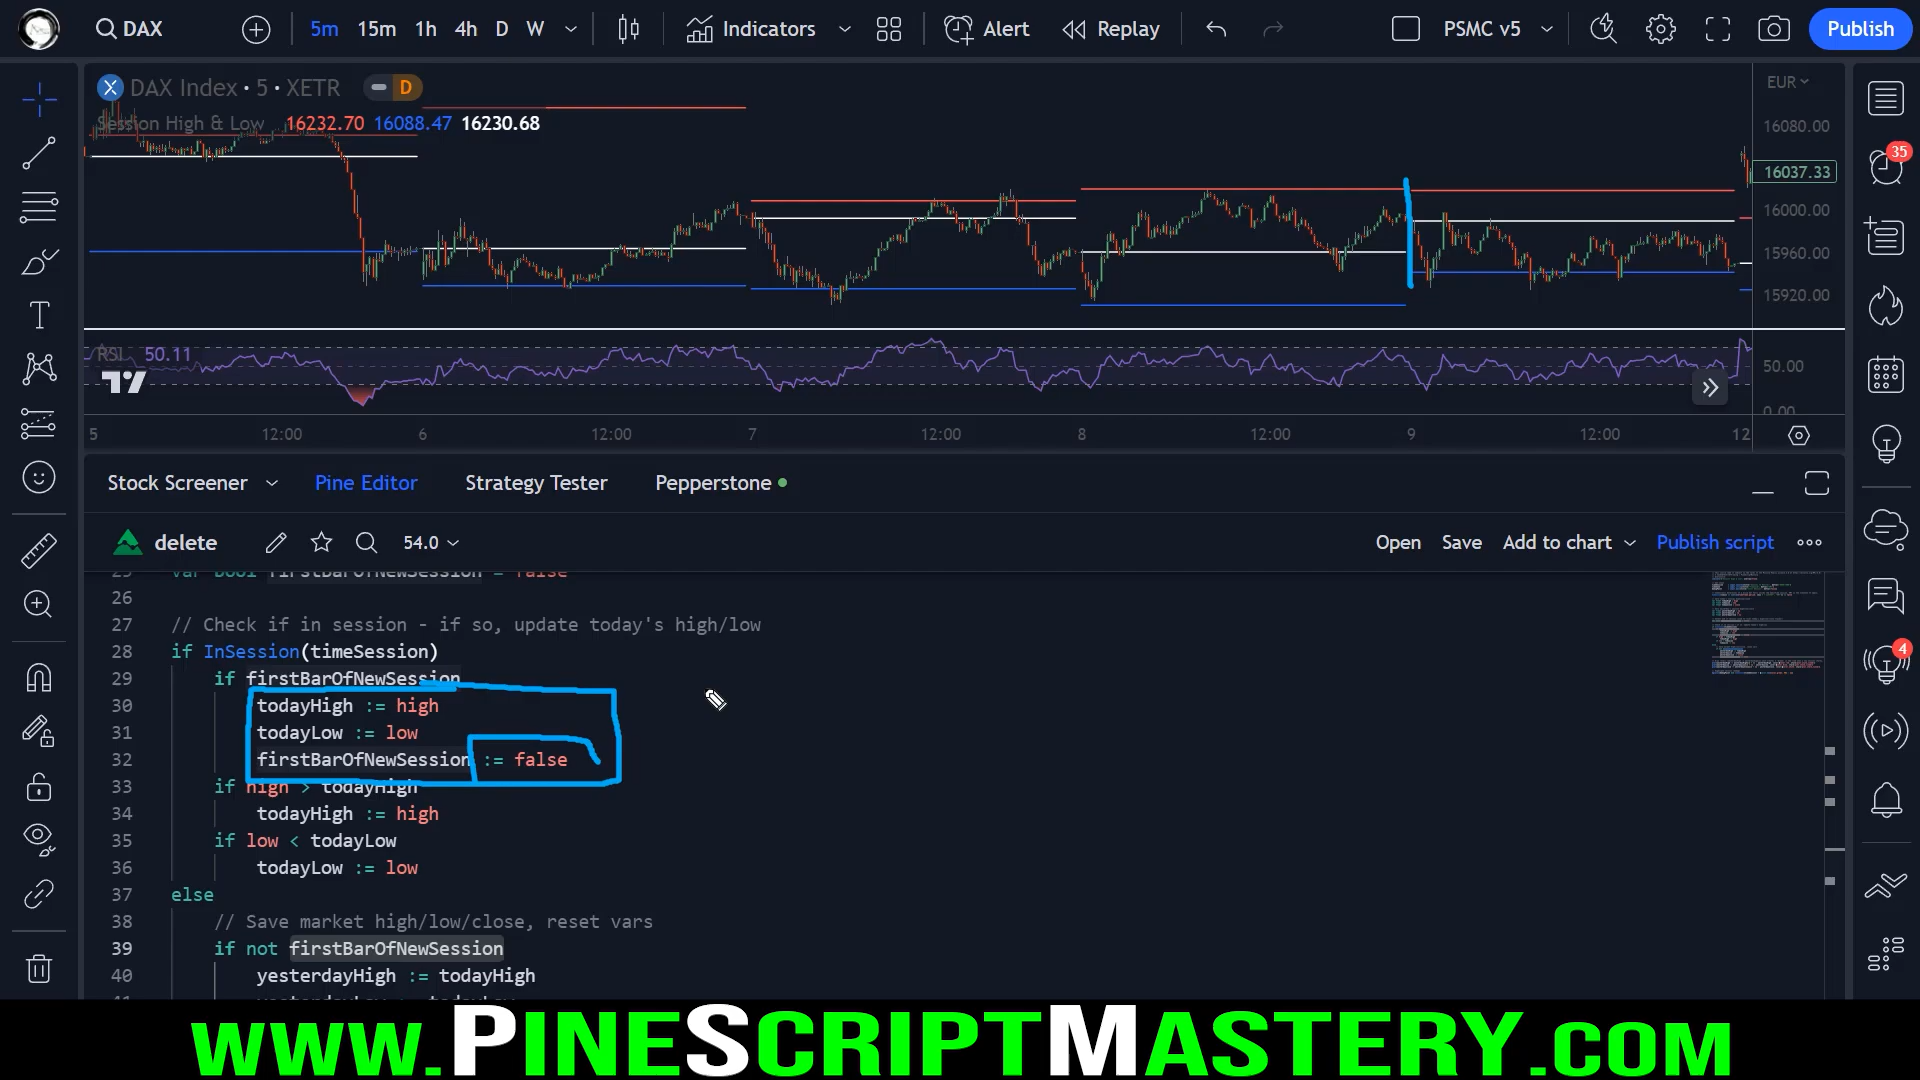 DAX 5m 15m 1h 4h D W Indicators Alert Replay PSMC v5 Publish
DAX Index • 5 • XETR D
EUR
Session High & Low 16232.70 16088.47 16230.68
16080.00
16037.33
16000.00
15960.00
15920.00
RSI 50.11
50.00
0.00
5 12:00 6 12:00 7 12:00 8 12:00 9 12:00 12
35
4
Stock Screener Pine Editor Strategy Tester Pepperstone
delete 54.0 Open Save Add to chart Publish script
25 var bool firstBarOfNewSession = false
26
27 // Check if in session - if so, update today's high/low
28 if InSession(timeSession)
29 if firstBarOfNewSession
30 todayHigh := high
31 todayLow := low
32 firstBarOfNewSession := false
33 if high > todayHigh
34 todayHigh := high
35 if low < todayLow
36 todayLow := low
37 else
38 // Save market high/low/close, reset vars
39 if not firstBarOfNewSession
40 yesterdayHigh := todayHigh
www.PineScriptMastery.com